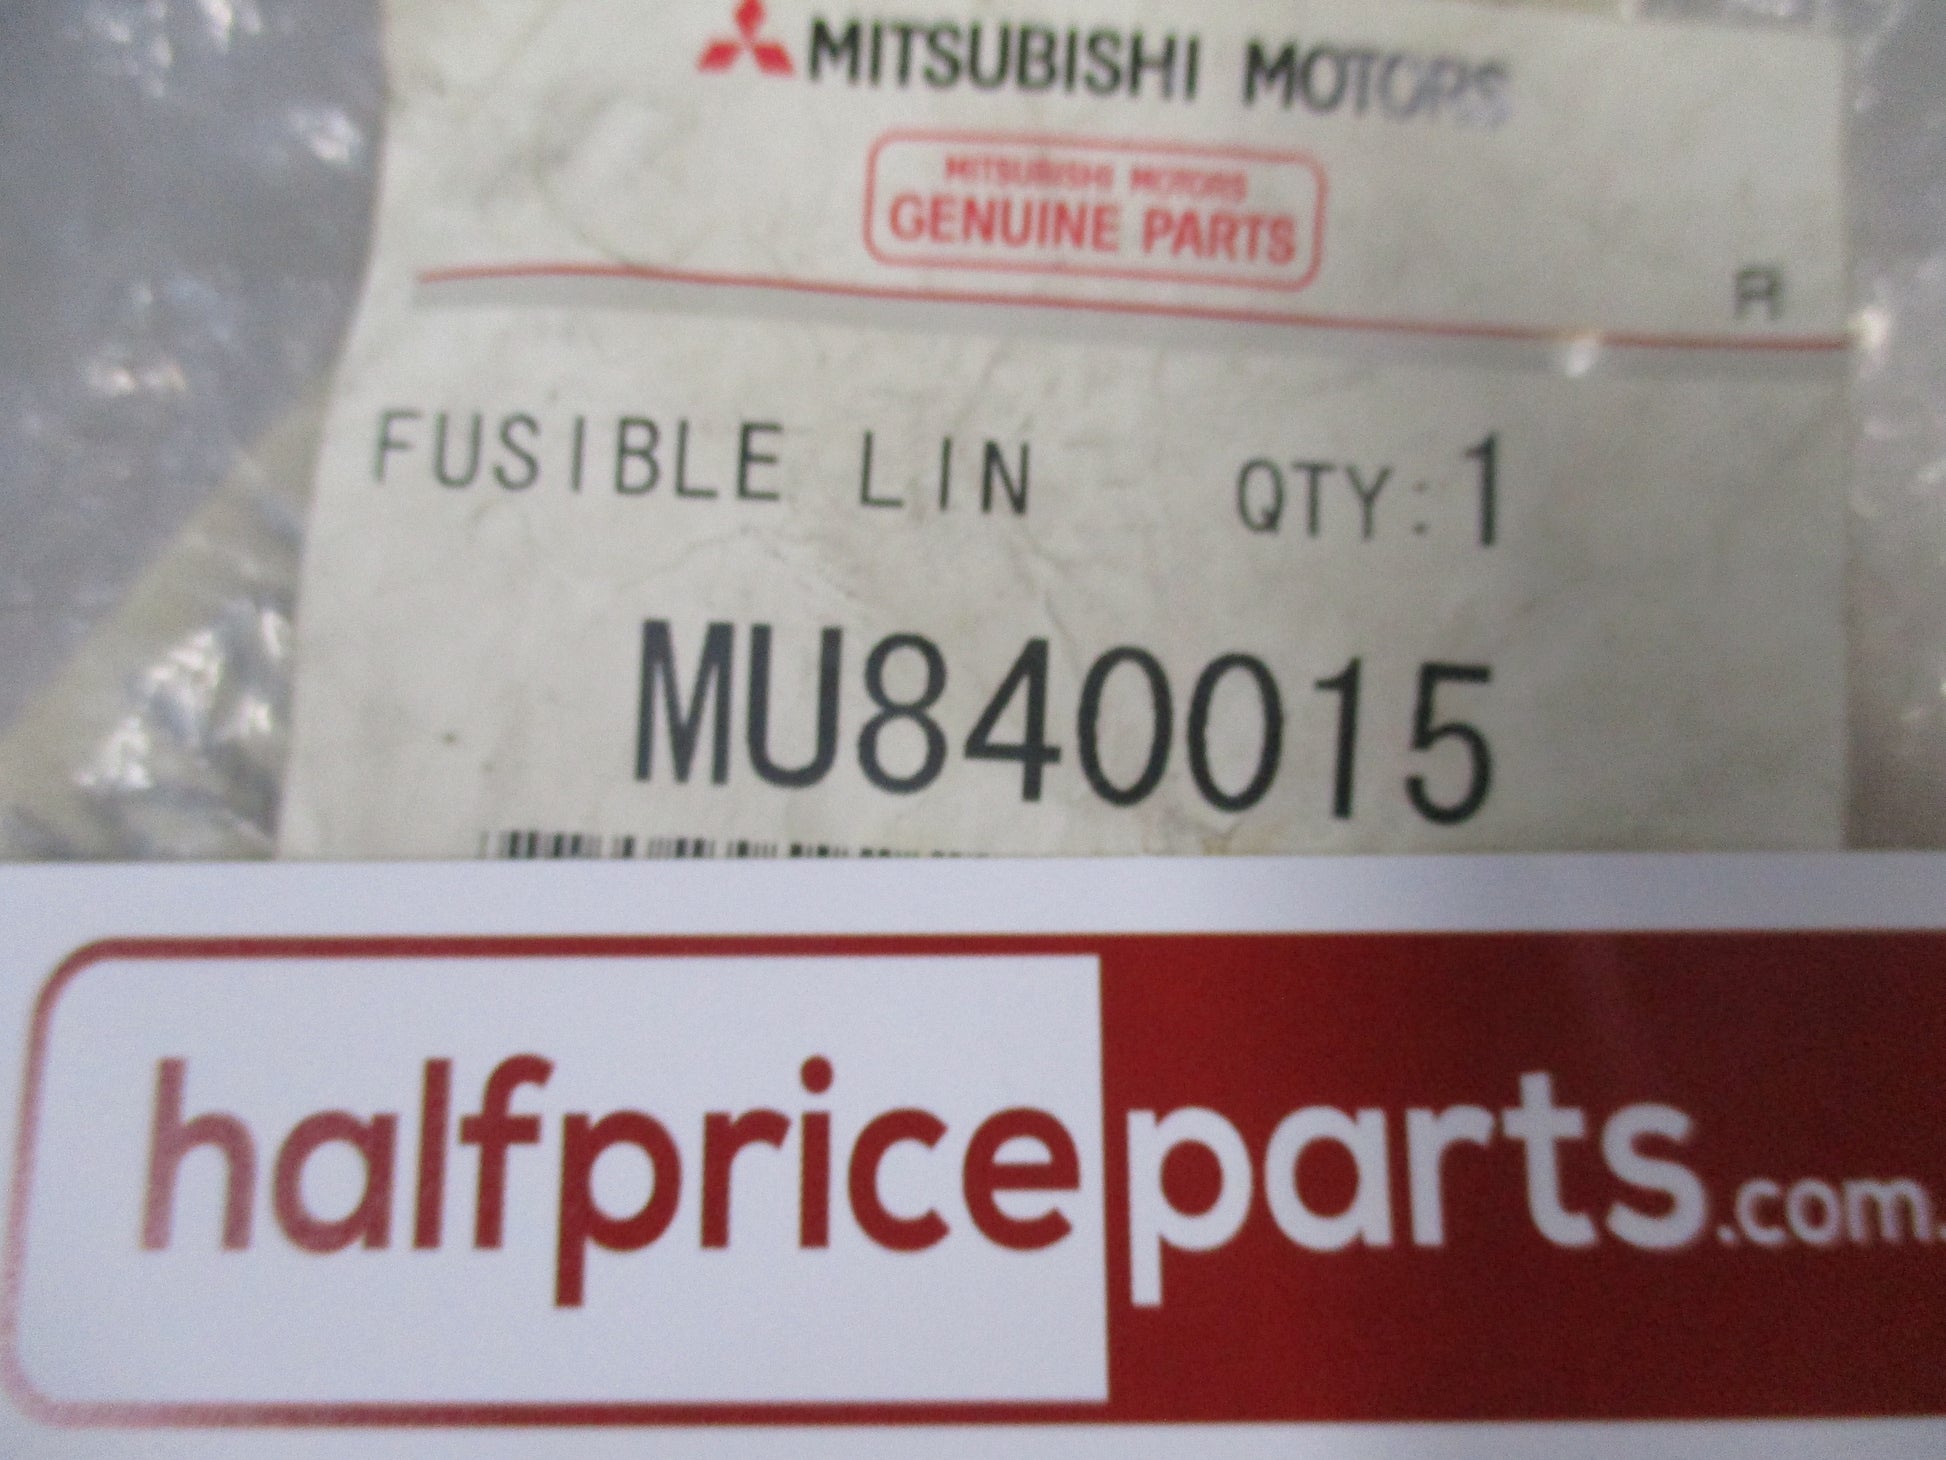 MITSUBISHI MOTORS
MITSUBISHI MOTORS
GENUINE PARTS
R
FUSIBLE LIN QTY:1
MU840015
halfpriceparts.com.